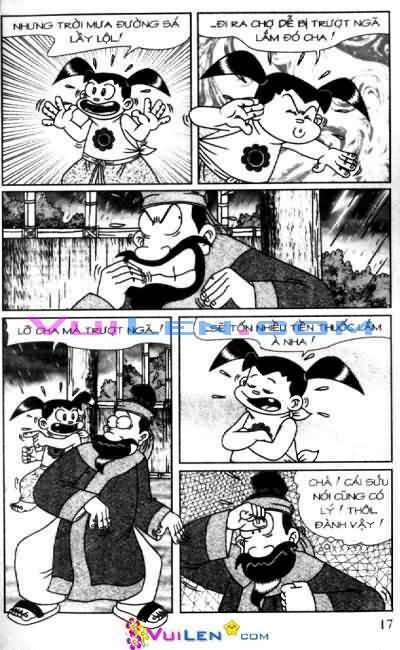 NHƯNG TRỜI MƯA ĐƯỜNG SÁ
LẦY LỘI,!
..ĐI RA CHỢ DỄ BỊ TRƯỢT NGÃ
LẮM ĐÓ CHA!
LỠ CHA MÀ TRƯỢT NGÃ..!
..SẼ TỐN NHIỀU TIỀN THUỐC LẮM
À NHA!
CHÀ! CÁI SỬU
NÓI CŨNG CÓ
LÝ! THÔI,
ĐÀNH VẬY!
17
VUILEN.COM